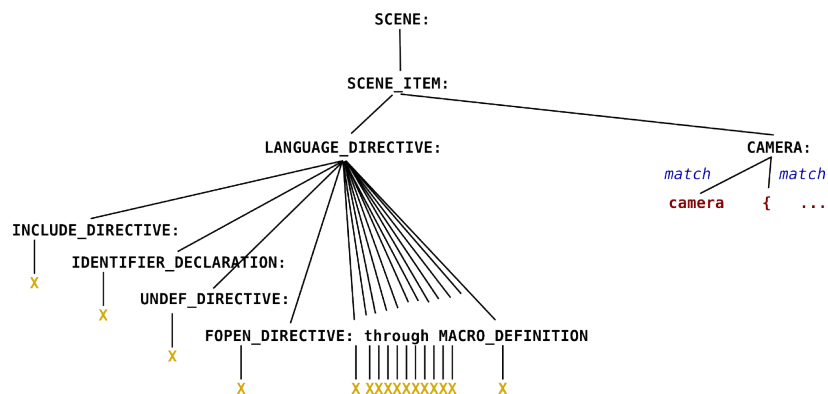 SCENE:
SCENE_ITEM:
LANGUAGE_DIRECTIVE: CAMERA:
match match
camera { ...
INCLUDE_DIRECTIVE:
IDENTIFIER_DECLARATION:
X
UNDEF_DIRECTIVE:
X
FOPEN_DIRECTIVE: through MACRO_DEFINITION
X
X X XXXXXXXXXX X